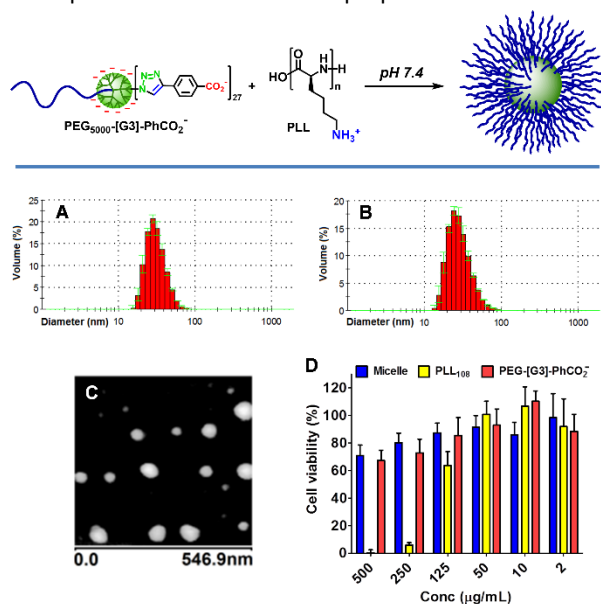 O
H
HO
N
H
n
N=N
N
CO₂⁻
27
+
pH 7.4
NH₃⁺
PEG₅₀₀₀-[G3]-PhCO₂⁻
PLL
A
Volume (%)
25
20
15
10
5
0
Diameter (nm) 10 100 1000
B
Volume (%)
20
15
10
5
0
Diameter (nm) 10 100 1000
C
0.0 546.9nm
D
Micelle PLL₁₀₈ PEG-[G3]-PhCO₂⁻
Cell viability (%)
120
100
80
60
40
20
0
500 250 125 50 10 2
Conc (µg/mL)